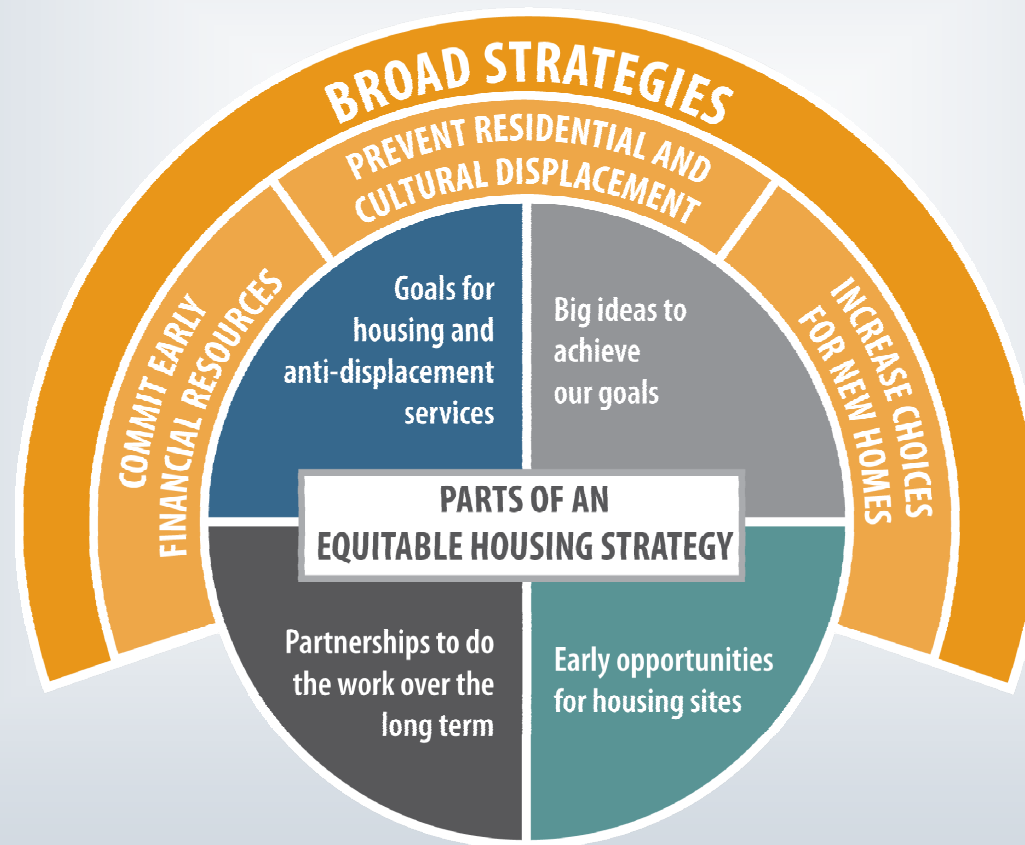 BROAD STRATEGIES
PREVENT RESIDENTIAL AND
CULTURAL DISPLACEMENT
COMMIT EARLY
FINANCIAL RESOURCES
INCREASE CHOICES
FOR NEW HOMES
Goals for
housing and
anti-displacement
services
Big ideas to
achieve
our goals
PARTS OF AN
EQUITABLE HOUSING STRATEGY
Partnerships to do
the work over the
long term
Early opportunities
for housing sites